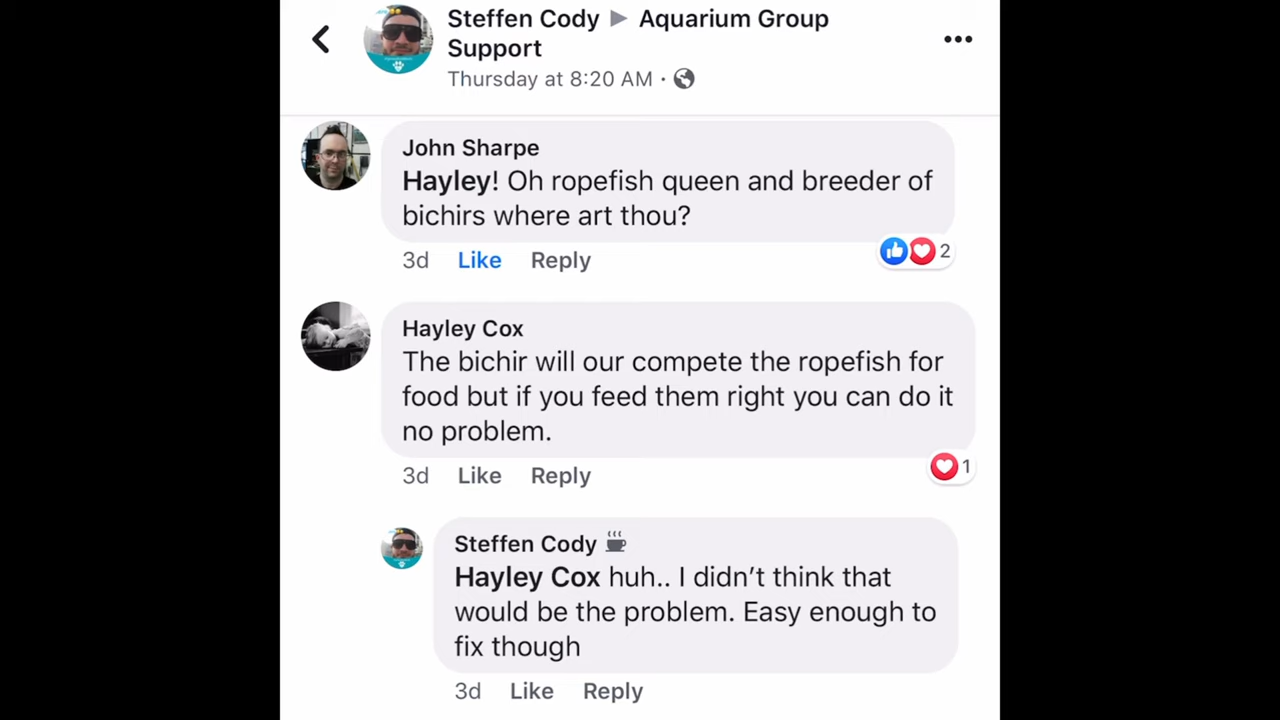 Steffen Cody ▶ Aquarium Group
Support
Thursday at 8:20 AM ·
John Sharpe
Hayley! Oh ropefish queen and breeder of
bichirs where art thou?
3d Like Reply 2
Hayley Cox
The bichir will our compete the ropefish for
food but if you feed them right you can do it
no problem.
3d Like Reply 1
Steffen Cody
Hayley Cox huh.. I didn’t think that
would be the problem. Easy enough to
fix though
3d Like Reply